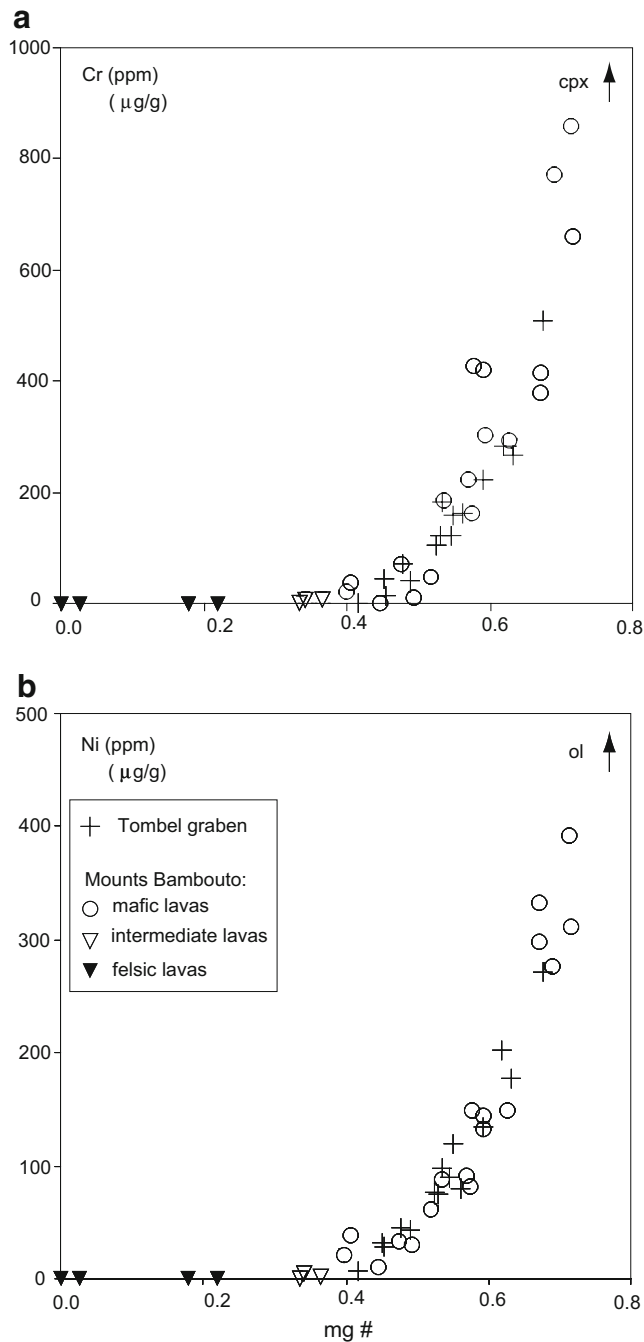 a
1000
Cr (ppm)
( μg/g)
cpx
800
600
400
200
0
0.0
0.2
0.4
0.6
0.8
b
500
Ni (ppm)
( μg/g)
ol
Tombel graben
Mounts Bambouto:
mafic lavas
intermediate lavas
felsic lavas
400
300
200
100
0
0.0
0.2
0.4
0.6
0.8
mg #